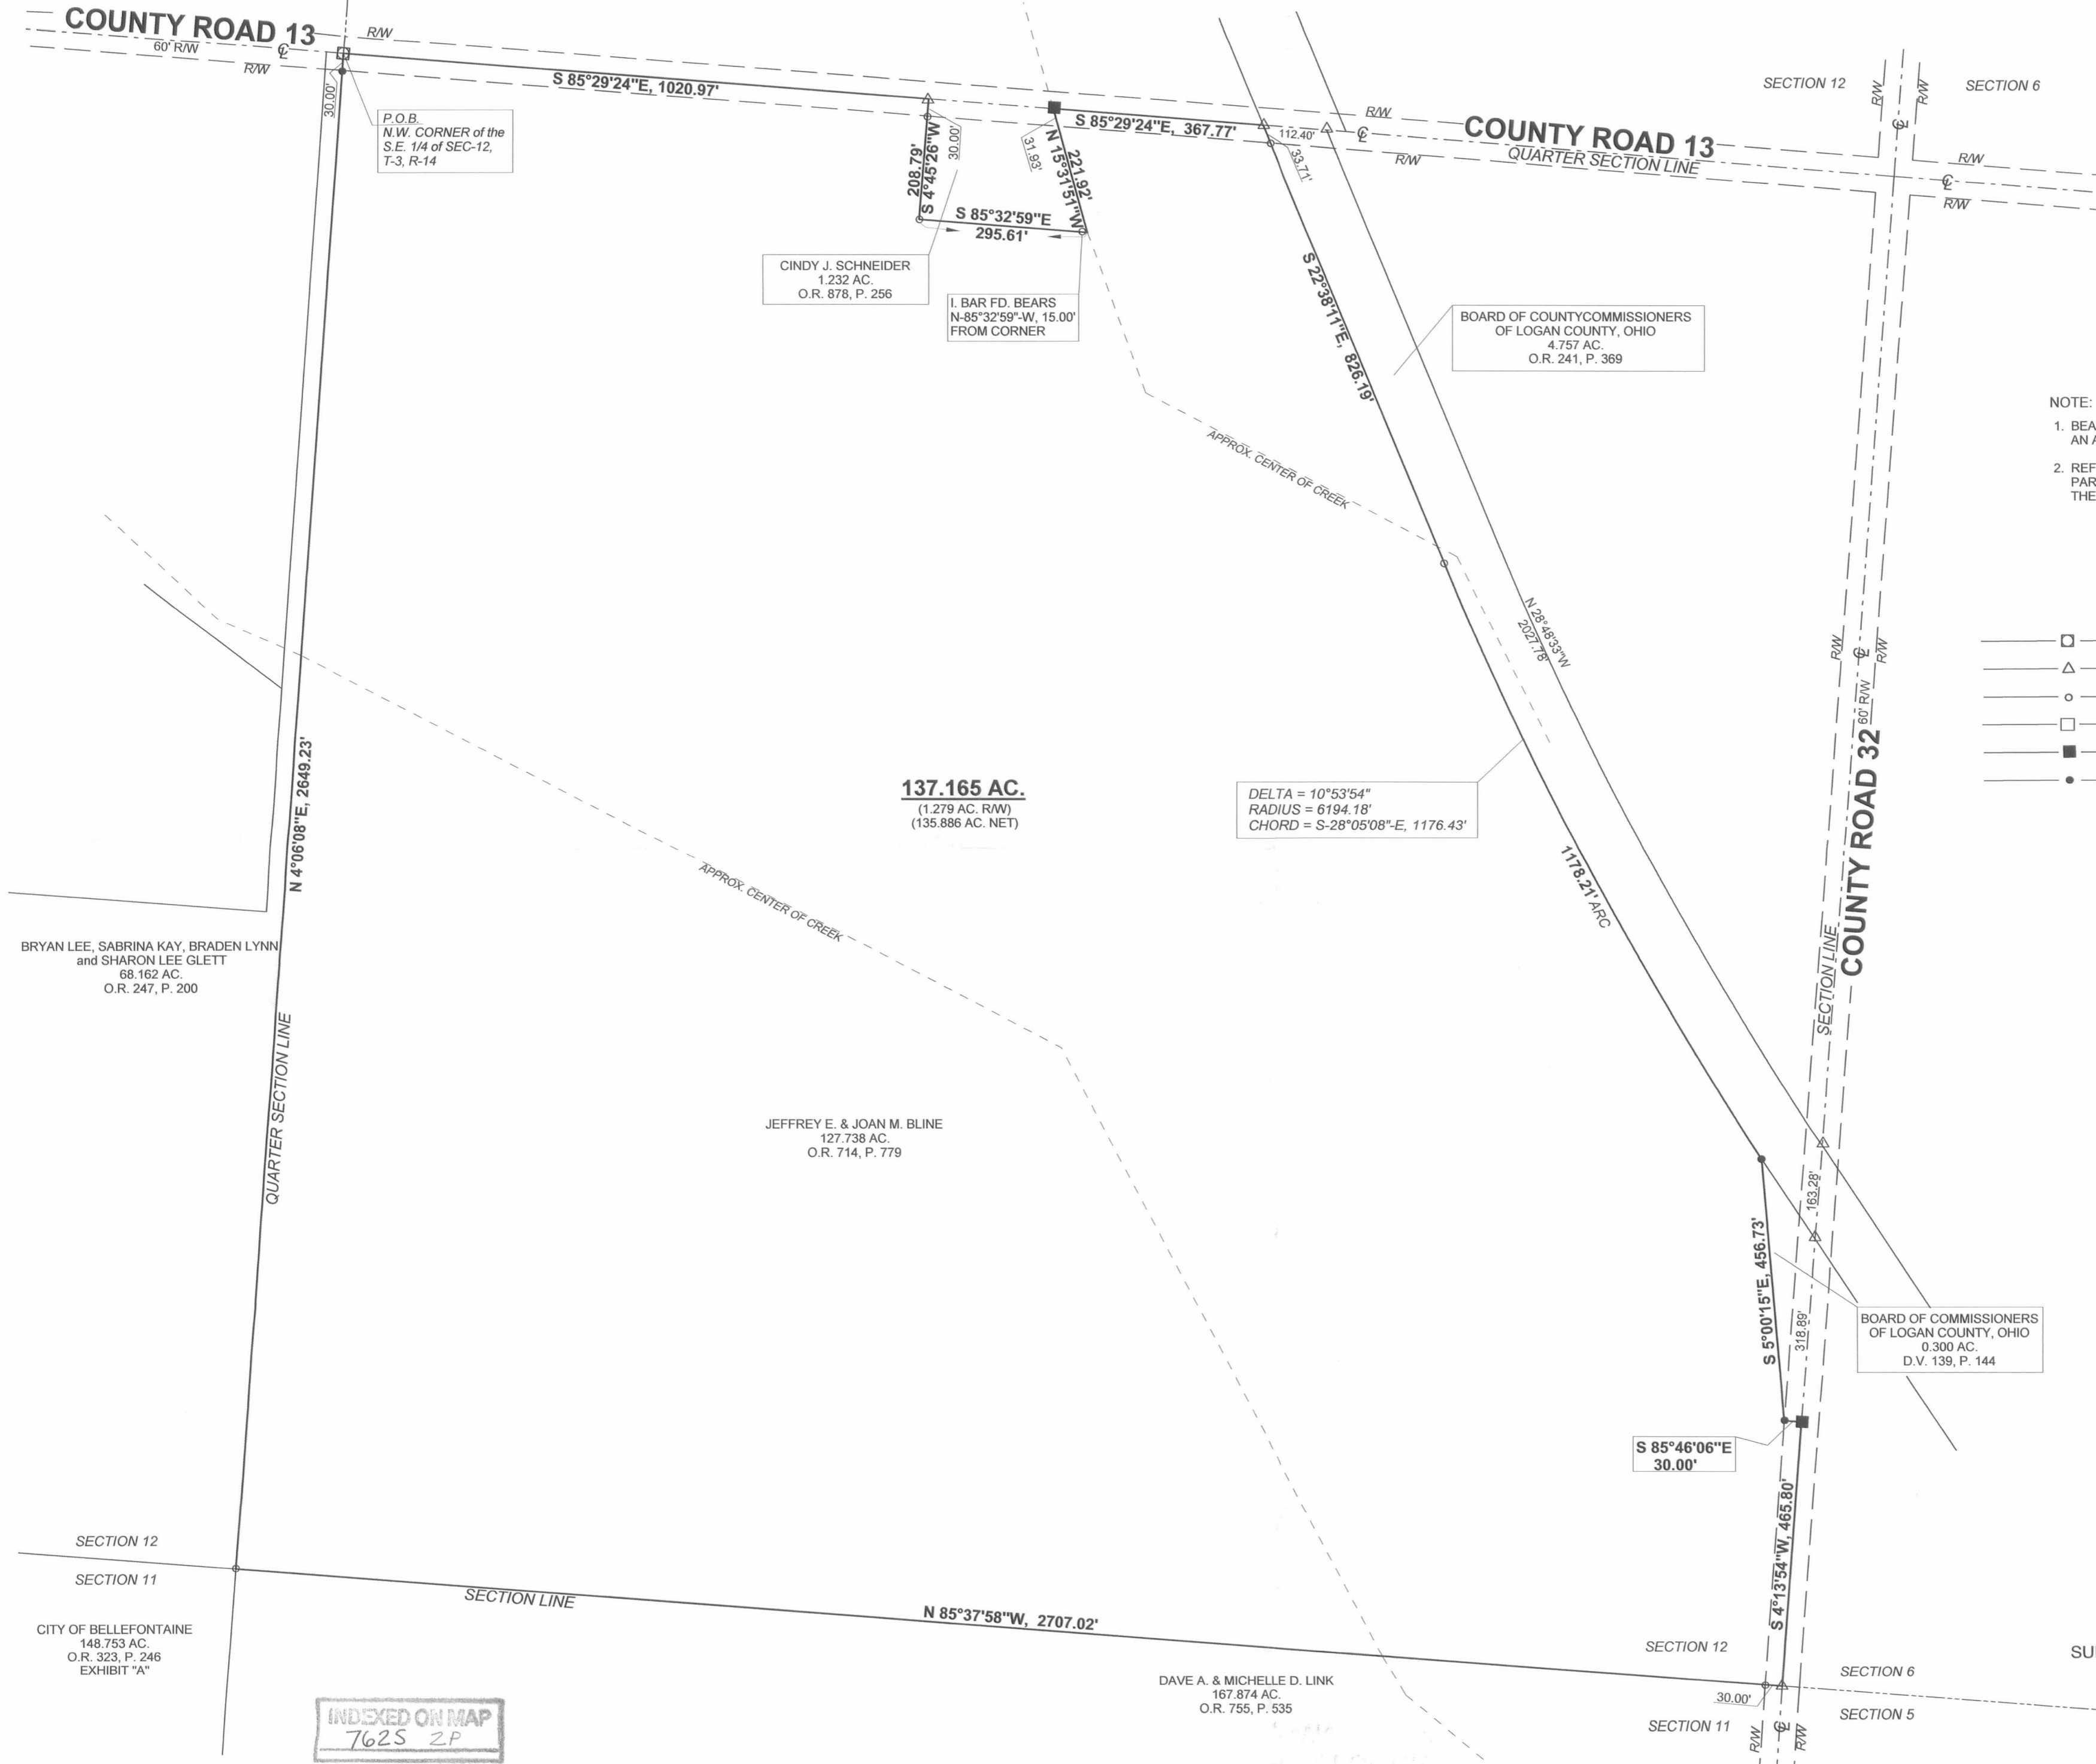 COUNTY ROAD 13
60' R/W
R/W
R/W
S 85°29'24"E, 1020.97'
30.00'
P.O.B.
N.W. CORNER of the
S.E. 1/4 of SEC-12,
T-3, R-14
208.79'
S 4°45'26"W
30.00'
31.93'
N 15°31'51"W
221.92'
S 85°32'59"E
295.61'
S 85°29'24"E, 367.77'
112.40'
33.71'
R/W
R/W
COUNTY ROAD 13
QUARTER SECTION LINE
SECTION 12
R/W
R/W
SECTION 6
R/W
R/W
CINDY J. SCHNEIDER
1.232 AC.
O.R. 878, P. 256
I. BAR FD. BEARS
N-85°32'59"-W, 15.00'
FROM CORNER
S 22°38'11"E, 826.19'
BOARD OF COUNTYCOMMISSIONERS
OF LOGAN COUNTY, OHIO
4.757 AC.
O.R. 241, P. 369
NOTE:
1. BEA
AN A
2. REF
PAR
THE
APPROX. CENTER OF CREEK
N 28°48'33"W
2027.78'
R/W
R/W
60' R/W
COUNTY ROAD 32
SECTION LINE
N 4°06'08"E, 2649.23'
137.165 AC.
(1.279 AC. R/W)
(135.886 AC. NET)
DELTA = 10°53'54"
RADIUS = 6194.18'
CHORD = S-28°05'08"-E, 1176.43'
1178.21' ARC
APPROX. CENTER OF CREEK
BRYAN LEE, SABRINA KAY, BRADEN LYNN
and SHARON LEE GLETT
68.162 AC.
O.R. 247, P. 200
QUARTER SECTION LINE
JEFFREY E. & JOAN M. BLINE
127.738 AC.
O.R. 714, P. 779
163.28'
S 5°00'15"E, 456.73'
318.89'
BOARD OF COMMISSIONERS
OF LOGAN COUNTY, OHIO
0.300 AC.
D.V. 139, P. 144
S 85°46'06"E
30.00'
S 4°13'54"W, 465.80'
SECTION 12
SECTION 11
SECTION LINE
N 85°37'58"W, 2707.02'
CITY OF BELLEFONTAINE
148.753 AC.
O.R. 323, P. 246
EXHIBIT "A"
DAVE A. & MICHELLE D. LINK
167.874 AC.
O.R. 755, P. 535
SECTION 12
SECTION 6
30.00'
SECTION 11
SECTION 5
R/W
R/W
SU
INDEXED ON MAP
7625 2P